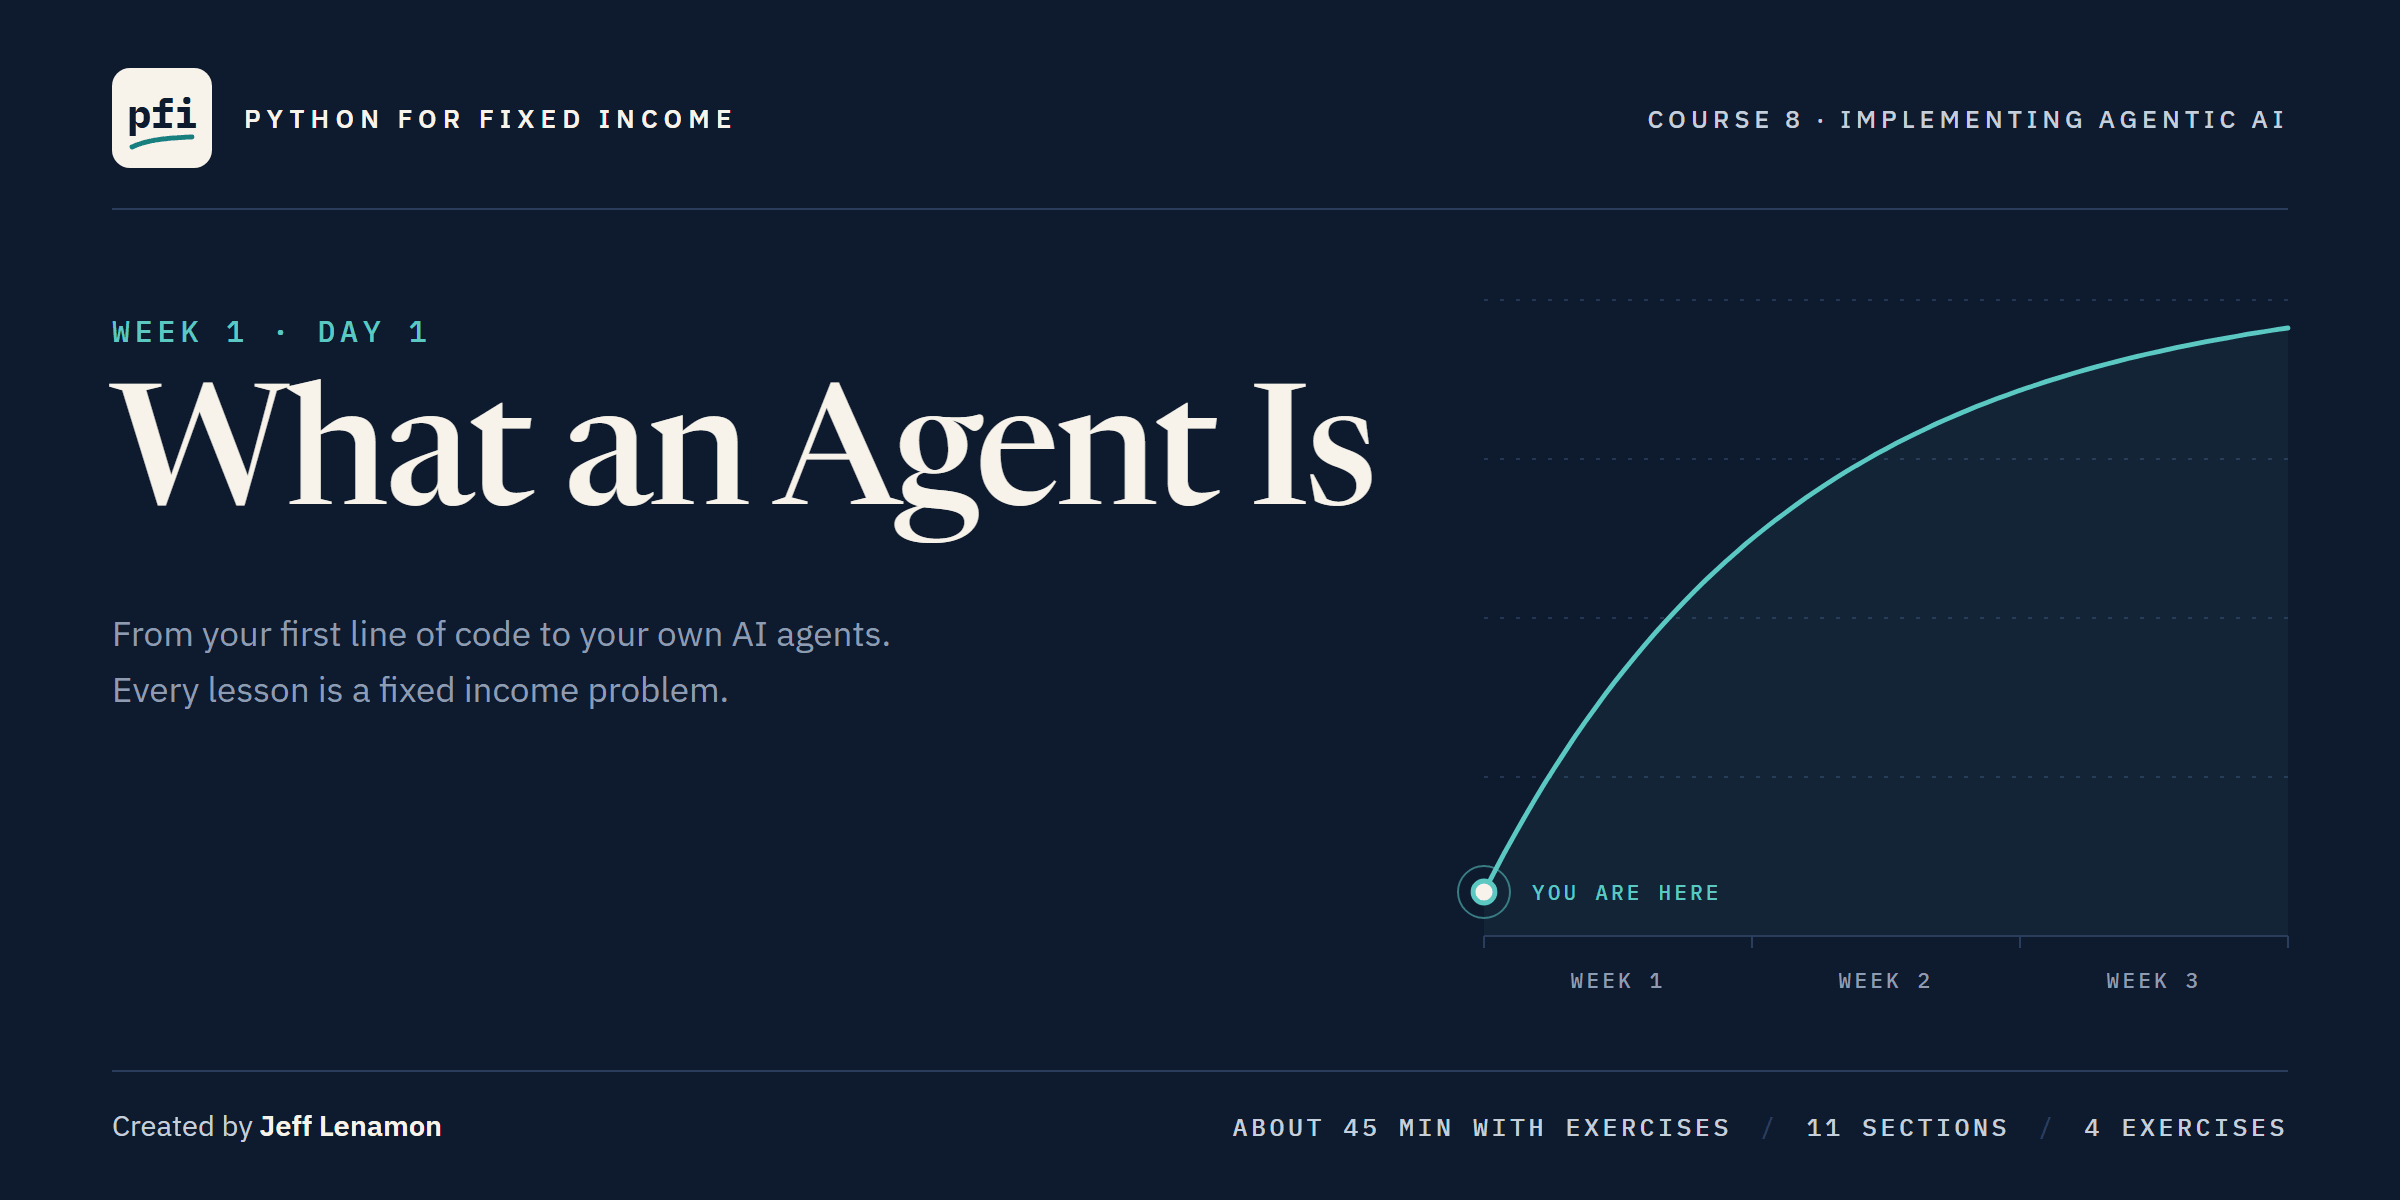 pfi
PYTHON FOR FIXED INCOME
COURSE 8 · IMPLEMENTING AGENTIC AI
WEEK 1 · DAY 1
What an Agent Is
From your first line of code to your own AI agents.
Every lesson is a fixed income problem.
YOU ARE HERE
WEEK 1
WEEK 2
WEEK 3
Created by Jeff Lenamon
ABOUT 45 MIN WITH EXERCISES / 11 SECTIONS / 4 EXERCISES